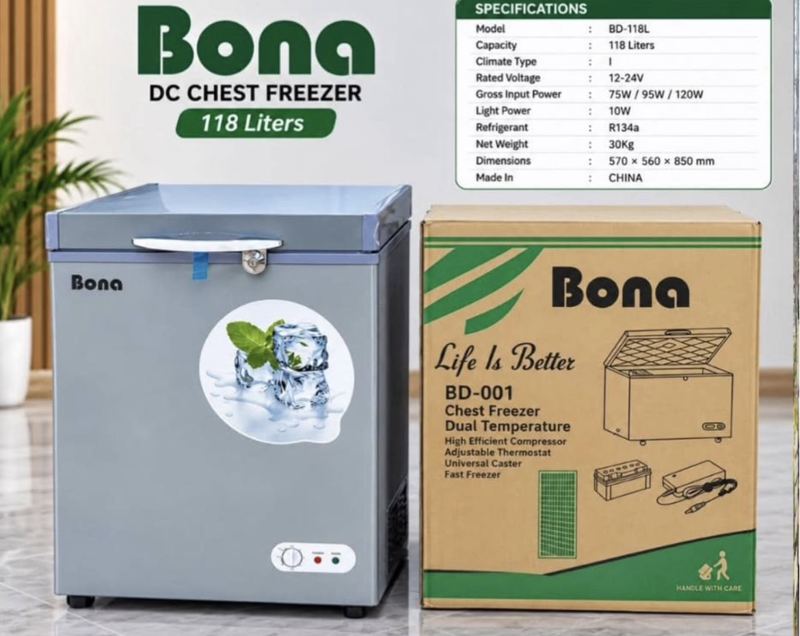 Bona
DC CHEST FREEZER
118 Liters
SPECIFICATIONS
Model : BD-118L
Capacity : 118 Liters
Climate Type : I
Rated Voltage : 12-24V
Gross Input Power : 75W / 95W / 120W
Light Power : 10W
Refrigerant : R134a
Net Weight : 30Kg
Dimensions : 570 × 560 × 850 mm
Made In : CHINA
Bona
Bona
Life Is Better
BD-001
Chest Freezer
Dual Temperature
High Efficient Compressor
Adjustable Thermostat
Universal Caster
Fast Freezer
HANDLE WITH CARE